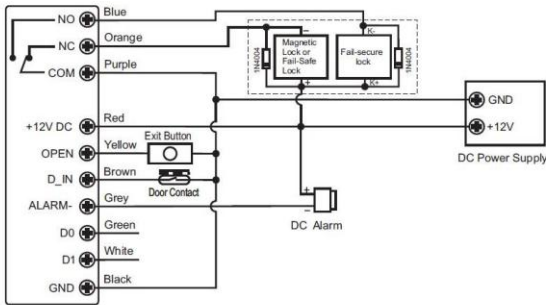 NO Blue
NC Orange
COM Purple
+12V DC Red
OPEN Yellow Exit Button
D_IN Brown
Door Contact
ALARM- Grey
D0 Green
D1 White
GND Black
1N4004
Magnetic
Lock or
Fail-Safe
Lock
−
+
K-
Fail-secure
lock
K+
1N4004
GND
+12V
DC Power Supply
+
−
DC Alarm